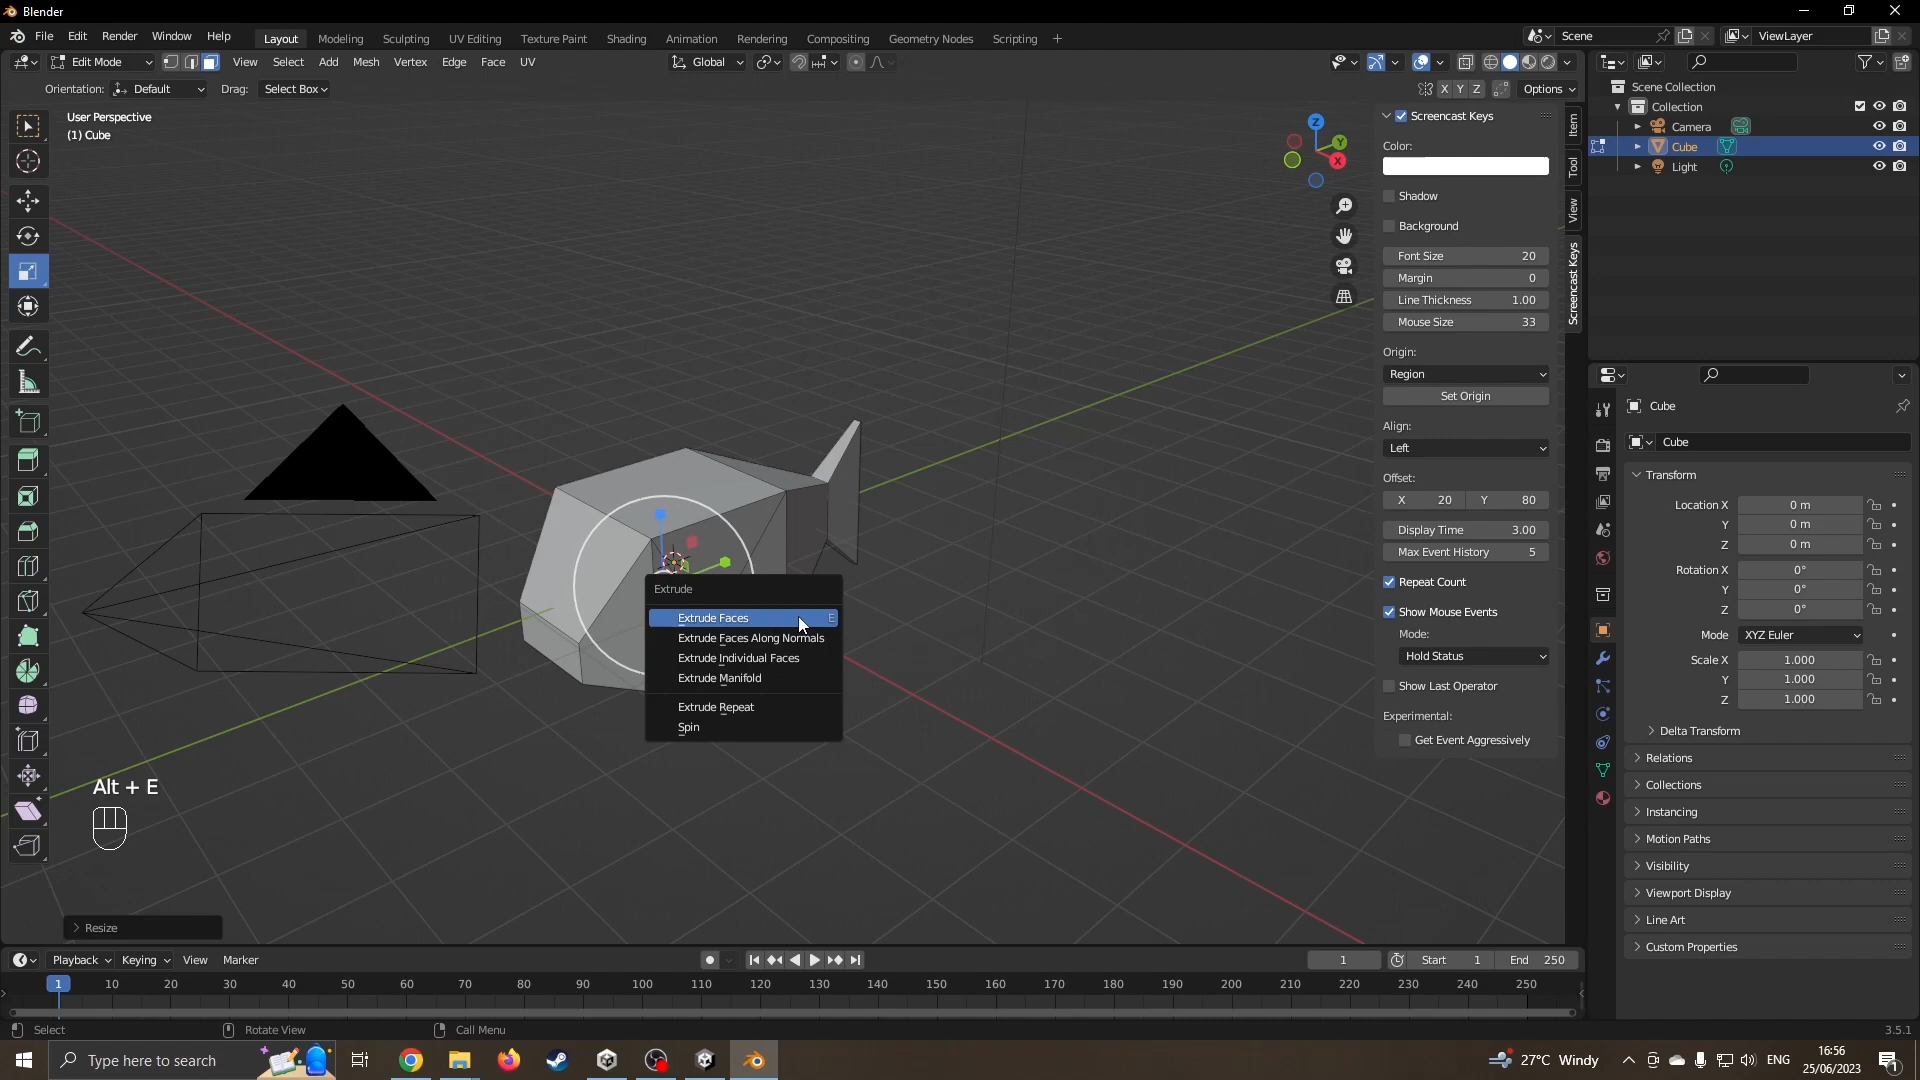 Blender
File Edit Render Window Help
Layout Modeling Sculpting UV Editing Texture Paint Shading Animation Rendering Compositing Geometry Nodes Scripting +
Scene
ViewLayer
Edit Mode View Select Add Mesh Vertex Edge Face UV
Global
Orientation: Default Drag: Select Box
X Y Z Options
User Perspective
(1) Cube
Z
Y
X
Screencast Keys
Color:
Shadow
Background
Font Size 20
Margin 0
Line Thickness 1.00
Mouse Size 33
Origin:
Region
Set Origin
Align:
Left
Offset:
X 20 Y 80
Display Time 3.00
Max Event History 5
Repeat Count
Show Mouse Events
Mode:
Hold Status
Show Last Operator
Experimental:
Get Event Aggressively
Item
Tool
View
Screencast Keys
Scene Collection
Collection
Camera
Cube
Light
Cube
Cube
Transform
Location X 0 m
Y 0 m
Z 0 m
Rotation X 0°
Y 0°
Z 0°
Mode XYZ Euler
Scale X 1.000
Y 1.000
Z 1.000
Delta Transform
Relations
Collections
Instancing
Motion Paths
Visibility
Viewport Display
Line Art
Custom Properties
Extrude
Extrude Faces E
Extrude Faces Along Normals
Extrude Individual Faces
Extrude Manifold
Extrude Repeat
Spin
Alt + E
Resize
Playback Keying View Marker
1 Start 1 End 250
1 10 20 30 40 50 60 70 80 90 100 110 120 130 140 150 160 170 180 190 200 210 220 230 240 250
Select Rotate View Call Menu
3.5.1
Type here to search
27°C Windy
ENG
16:56
25/06/2023
1